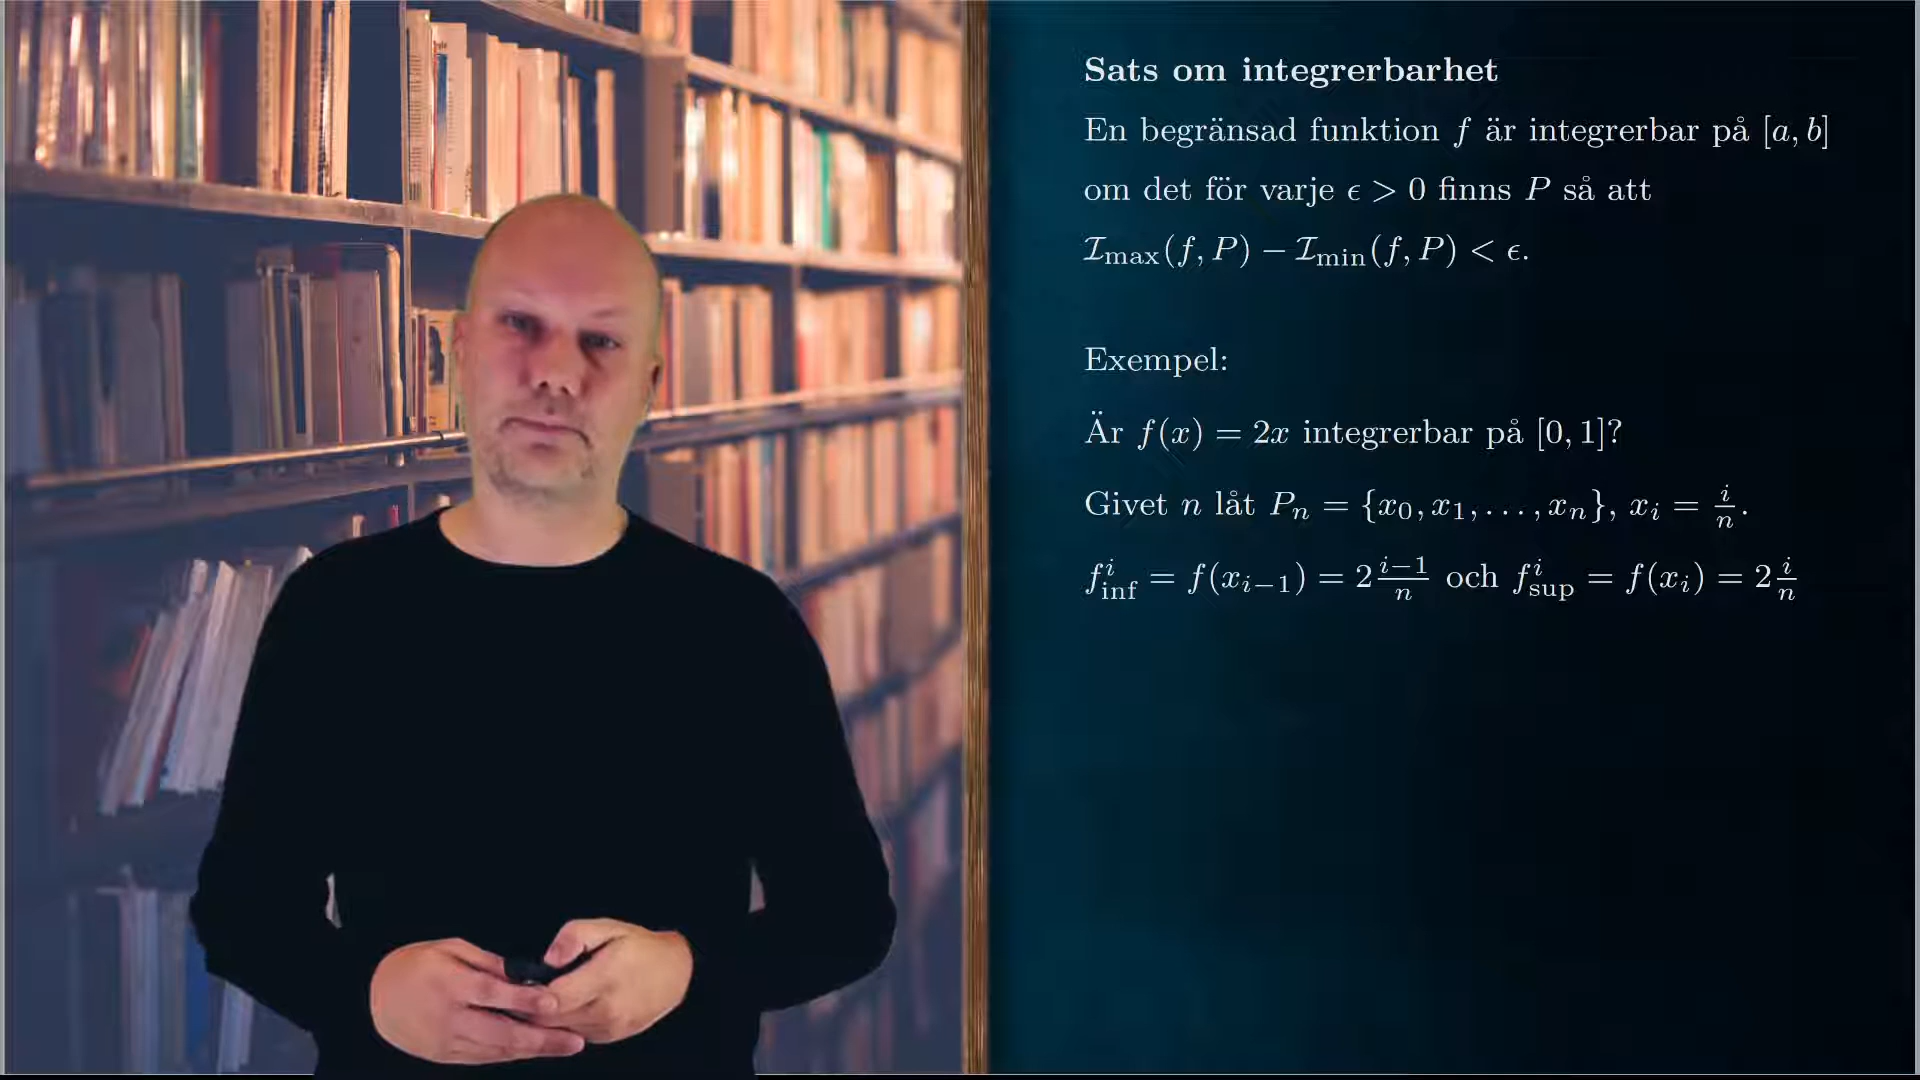 Sats om integrerbarhet
En begränsad funktion f är integrerbar på [a, b]
om det för varje ϵ > 0 finns P så att
ℐ_max(f, P) − ℐ_min(f, P) < ϵ.
Exempel:
Är f(x) = 2x integrerbar på [0, 1]?
Givet n låt P_n = {x_0, x_1, . . . , x_n}, x_i = i/n.
f^i_inf = f(x_{i−1}) = 2 (i−1)/n och f^i_sup = f(x_i) = 2 i/n